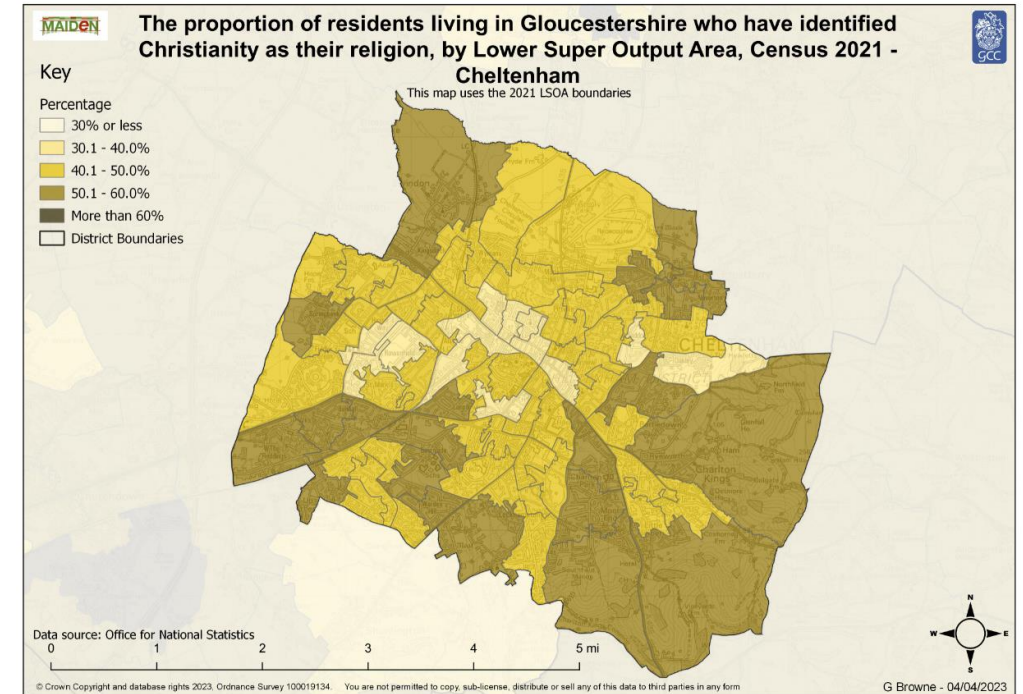 MAIDEN
The proportion of residents living in Gloucestershire who have identified
Christianity as their religion, by Lower Super Output Area, Census 2021 -
Cheltenham
This map uses the 2021 LSOA boundaries
GCC
Key
Percentage
30% or less
30.1 - 40.0%
40.1 - 50.0%
50.1 - 60.0%
More than 60%
District Boundaries
CHELTENHAM
Charlton
Kings
Data source: Office for National Statistics
0 1 2 3 4 5 mi
N
W E
S
© Crown Copyright and database rights 2023, Ordnance Survey 100019134. You are not permitted to copy, sub-license, distribute or sell any of this data to third parties in any form
G Browne - 04/04/2023